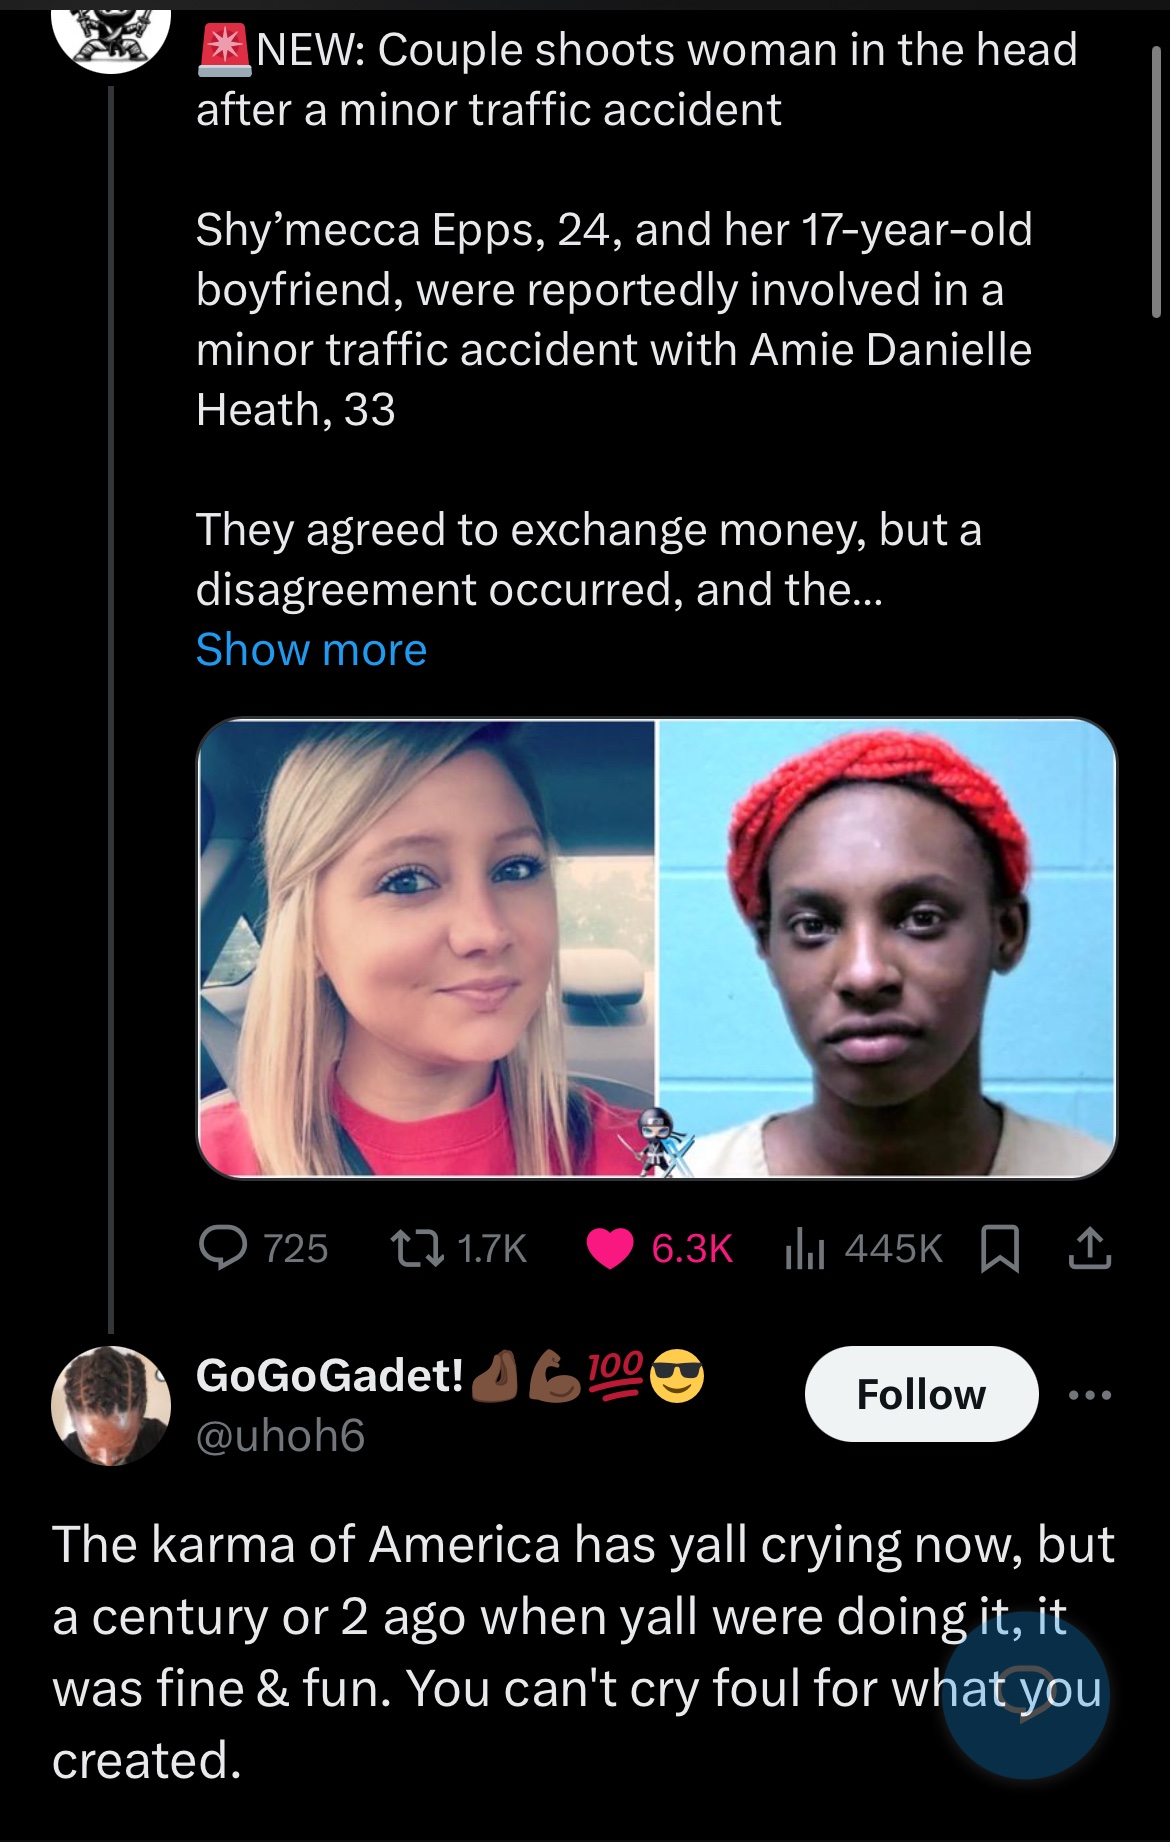 🚨NEW: Couple shoots woman in the head
after a minor traffic accident
Shy’mecca Epps, 24, and her 17-year-old
boyfriend, were reportedly involved in a
minor traffic accident with Amie Danielle
Heath, 33
They agreed to exchange money, but a
disagreement occurred, and the...
Show more
725 1.7K 6.3K 445K
GoGoGadet!🤌🏾💪🏾💯😎
@uhoh6
Follow
The karma of America has yall crying now, but
a century or 2 ago when yall were doing it, it
was fine & fun. You can't cry foul for what you
created.